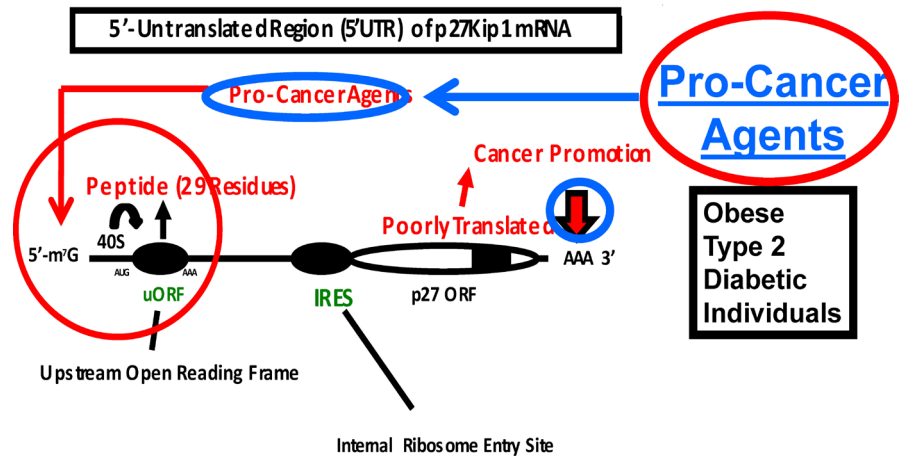 5'-Untranslated Region (5'UTR) of p27Kip1 mRNA
Pro-Cancer Agents
Pro-Cancer
Agents
Cancer Promotion
Peptide (29 Residues)
Poorly Translated
40S
5'-m⁷G
AUG
AAA
AAA 3'
uORF
IRES
p27 ORF
Obese
Type 2
Diabetic
Individuals
Upstream Open Reading Frame
Internal Ribosome Entry Site